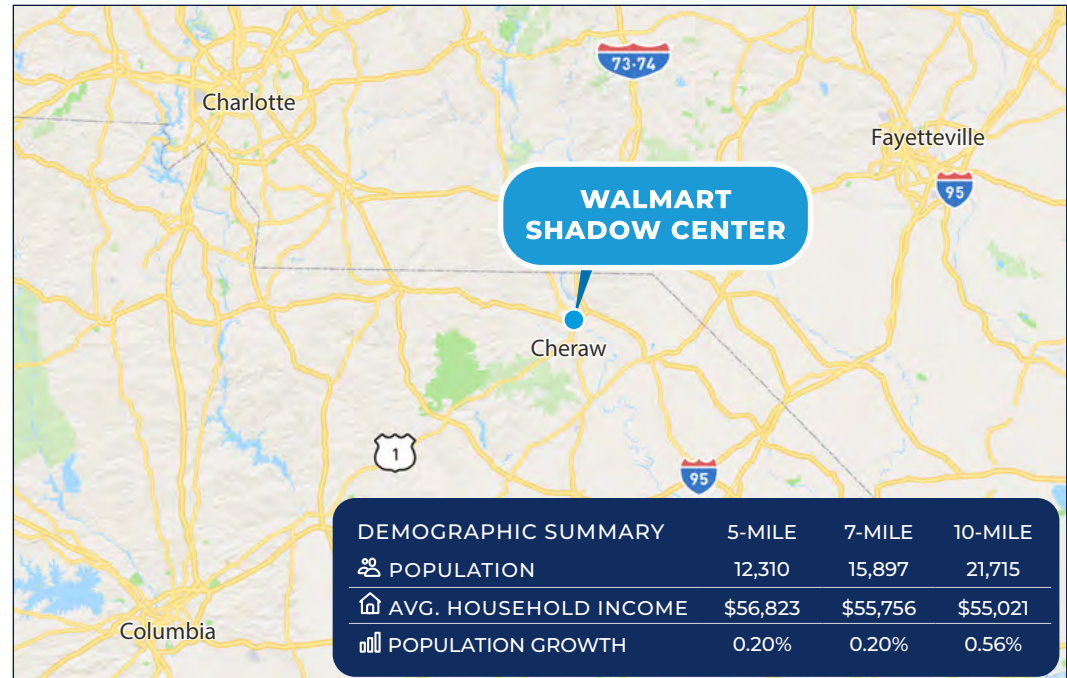 73-74
Charlotte
Fayetteville
95
WALMART
SHADOW CENTER
Cheraw
1
95
DEMOGRAPHIC SUMMARY 5-MILE 7-MILE 10-MILE
POPULATION 12,310 15,897 21,715
AVG. HOUSEHOLD INCOME $56,823 $55,756 $55,021
POPULATION GROWTH 0.20% 0.20% 0.56%
Columbia